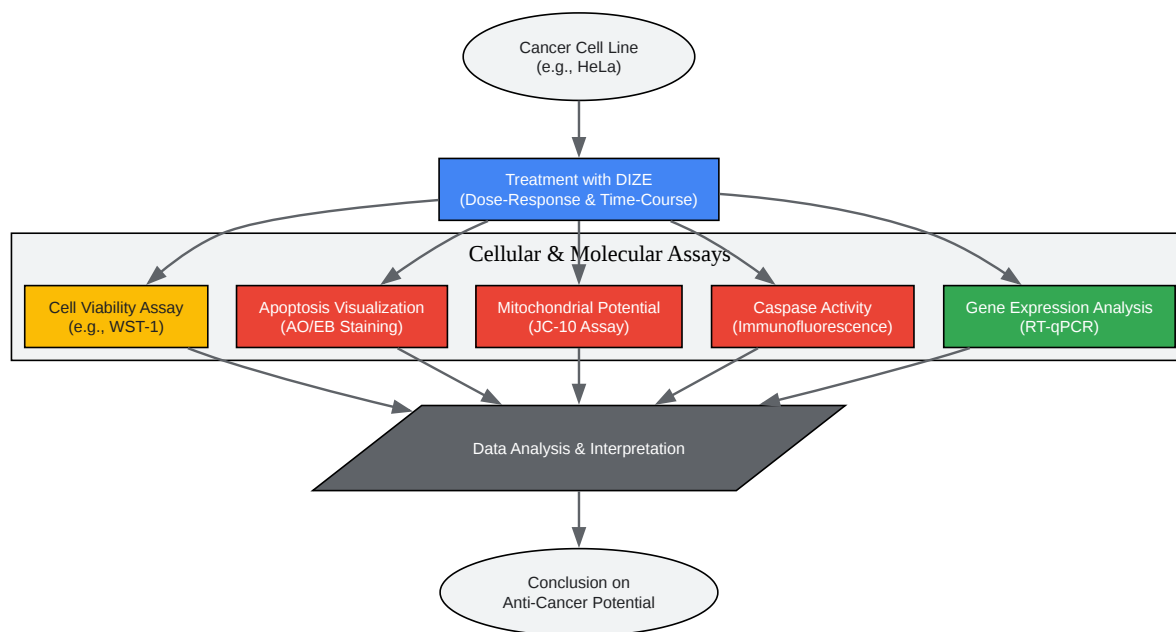 Cancer Cell Line
(e.g., HeLa)
Treatment with DIZE
(Dose-Response & Time-Course)
Cellular & Molecular Assays
Cell Viability Assay
(e.g., WST-1)
Apoptosis Visualization
(AO/EB Staining)
Mitochondrial Potential
(JC-10 Assay)
Caspase Activity
(Immunofluorescence)
Gene Expression Analysis
(RT-qPCR)
Data Analysis & Interpretation
Conclusion on
Anti-Cancer Potential